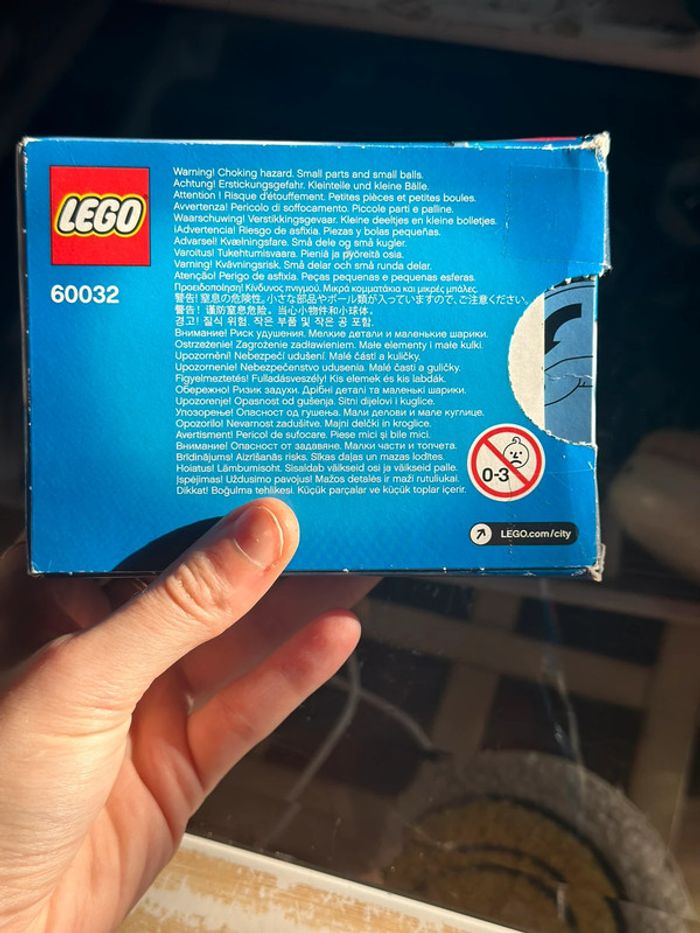 LEGO
60032
Warning! Choking hazard. Small parts and small balls.
Achtung! Erstickungsgefahr. Kleinteile und kleine Bälle.
Attention ! Risque d'étouffement. Petites pièces et petites boules.
Avvertenza! Pericolo di soffocamento. Piccole parti e palline.
Waarschuwing! Verstikkingsgevaar. Kleine deeltjes en kleine bolletjes.
¡Advertencia! Riesgo de asfixia. Piezas y bolas pequeñas.
Advarsel! Kvælningsfare. Små dele og små kugler.
Varoitus! Tukehtumisvaara. Pieniä ja pyöreitä osia.
Varning! Kvävningsrisk. Små delar och små runda delar.
Atenção! Perigo de asfixia. Peças pequenas e pequenas esferas.
Προειδοποίηση! Κίνδυνος πνιγμού. Μικρά κομματάκια και μικρές μπάλες.
警告! 窒息の危険性。小さな部品やボール類が入っていますので、ご注意ください。
警告! 谨防窒息危险。当心小物件和小球体。
경고! 질식 위험. 작은 부품 및 작은 공 포함.
Внимание! Риск удушения. Мелкие детали и маленькие шарики.
Ostrzeżenie! Zagrożenie zadławieniem. Małe elementy i małe kulki.
Upozornění! Nebezpečí udušení. Malé části a kuličky.
Upozornenie! Nebezpečenstvo udusenia. Malé časti a guličky.
Figyelmeztetés! Fulladásveszély! Kis elemek és kis labdák.
Обережно! Ризик задухи. Дрібні деталі та маленькі шарики.
Upozorenje! Opasnost od gušenja. Sitni dijelovi i kuglice.
Упозорење! Опасност од гушења. Мали делови и мале куглице.
Opozorilo! Nevarnost zadušitve. Majni delčki in kroglice.
Avertisment! Pericol de sufocare. Piese mici și bile mici.
Внимание! Опасност от задавяне. Малки части и топчета.
Brīdinājums! Aizrīšanās risks. Sīkas daļas un mazas lodītes.
Hoiatus! Lämbumisoht. Sisaldab väikseid osi ja väikseid palle.
Įspėjimas! Uždusimo pavojus! Mažos detalės ir maži rutuliukai.
Dikkat! Boğulma tehlikesi. Küçük parçalar ve küçük toplar içerir.
0-3
LEGO.com/city